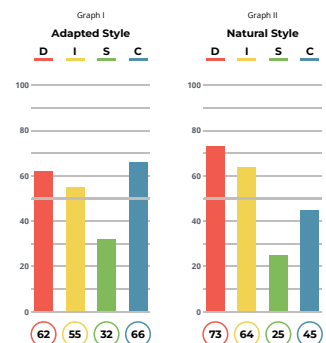 Graph I
Adapted Style
D I S C
100
80
60
40
20
0
62 55 32 66
Graph II
Natural Style
D I S C
100
80
60
40
20
0
73 64 25 45